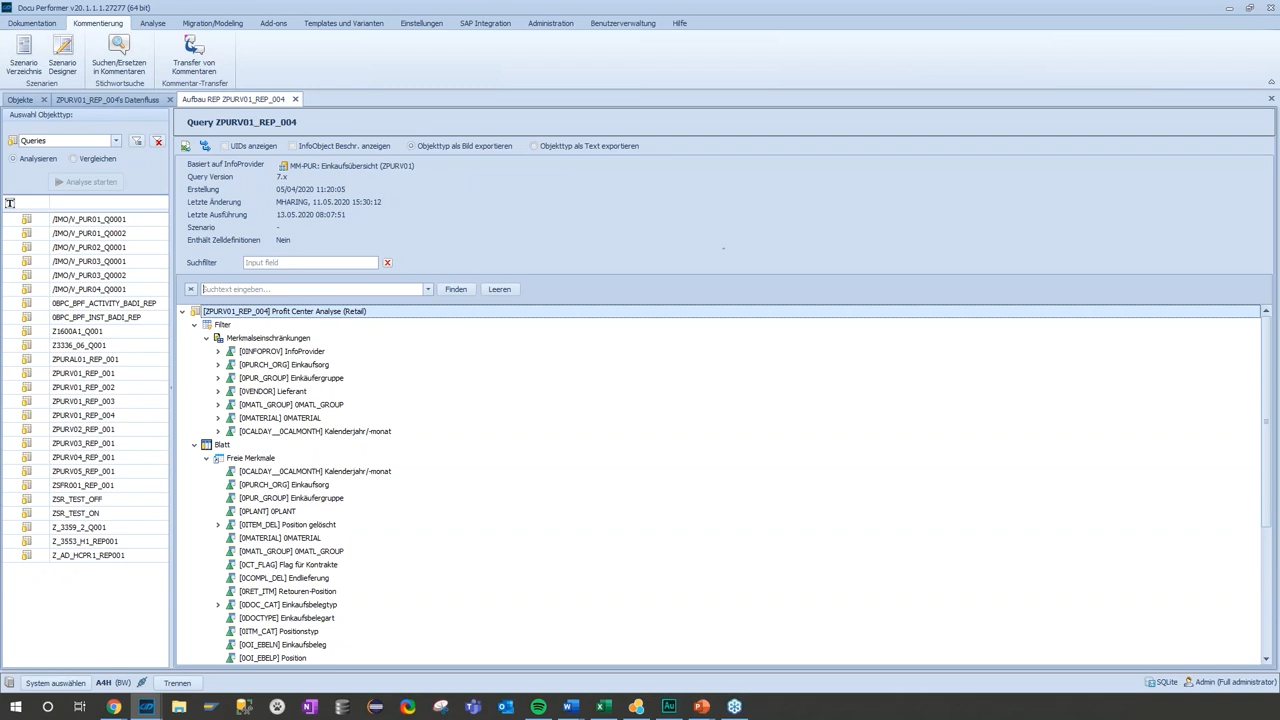 Docu Performer v20.1.1.1.27277 (64 bit)
Dokumentation Kommentierung Analyse Migration/Modeling Add-ons Templates und Varianten Einstellungen SAP Integration Administration Benutzerverwaltung Hilfe
Szenario Verzeichnis
Szenario Designer
Suchen/Ersetzen in Kommentaren
Transfer von Kommentaren
Szenarien Stichwortsuche Kommentar-Transfer
Objekte ZPURV01_REP_004's Datenfluss Aufbau REP ZPURV01_REP_004
Auswahl Objekttyp:
Queries
Analysieren Vergleichen
Analyse starten
/IMO/V_PUR01_Q0001
/IMO/V_PUR01_Q0002
/IMO/V_PUR02_Q0001
/IMO/V_PUR03_Q0001
/IMO/V_PUR03_Q0002
/IMO/V_PUR04_Q0001
0BPC_BPF_ACTIVITY_BADI_REP
0BPC_BPF_INST_BADI_REP
Z1600A1_Q001
Z3336_06_Q001
ZPURAL01_REP_001
ZPURV01_REP_001
ZPURV01_REP_002
ZPURV01_REP_003
ZPURV01_REP_004
ZPURV02_REP_001
ZPURV03_REP_001
ZPURV04_REP_001
ZPURV05_REP_001
ZSFR001_REP_001
ZSR_TEST_OFF
ZSR_TEST_ON
Z_3359_2_Q001
Z_3553_H1_REP001
Z_AD_HCPR1_REP001
Query ZPURV01_REP_004
UIDs anzeigen InfoObject Beschr. anzeigen Objekttyp als Bild exportieren Objekttyp als Text exportieren
Basiert auf InfoProvider MM-PUR: Einkaufsübersicht (ZPURV01)
Query Version 7.x
Erstellung 05/04/2020 11:20:05
Letzte Änderung MHARING, 11.05.2020 15:30:12
Letzte Ausführung 13.05.2020 08:07:51
Szenario -
Enthält Zelldefinitionen Nein
Suchfilter Input field
Suchtext eingeben... Finden Leeren
[ZPURV01_REP_004] Profit Center Analyse (Retail)
Filter
Merkmalseinschränkungen
[0INFOPROV] InfoProvider
[0PURCH_ORG] Einkaufsorg
[0PUR_GROUP] Einkäufergruppe
[0VENDOR] Lieferant
[0MATL_GROUP] 0MATL_GROUP
[0MATERIAL] 0MATERIAL
[0CALDAY__0CALMONTH] Kalenderjahr/-monat
Blatt
Freie Merkmale
[0CALDAY__0CALMONTH] Kalenderjahr/-monat
[0PURCH_ORG] Einkaufsorg
[0PUR_GROUP] Einkäufergruppe
[0PLANT] 0PLANT
[0ITEM_DEL] Position gelöscht
[0MATERIAL] 0MATERIAL
[0MATL_GROUP] 0MATL_GROUP
[0CT_FLAG] Flag für Kontrakte
[0COMPL_DEL] Endlieferung
[0RET_ITM] Retouren-Position
[0DOC_CAT] Einkaufsbelegtyp
[0DOCTYPE] Einkaufsbelegart
[0ITM_CAT] Positionstyp
[0OI_EBELN] Einkaufsbeleg
[0OI_EBELP] Position
System auswählen A4H (BW) Trennen SQLite Admin (Full administrator)